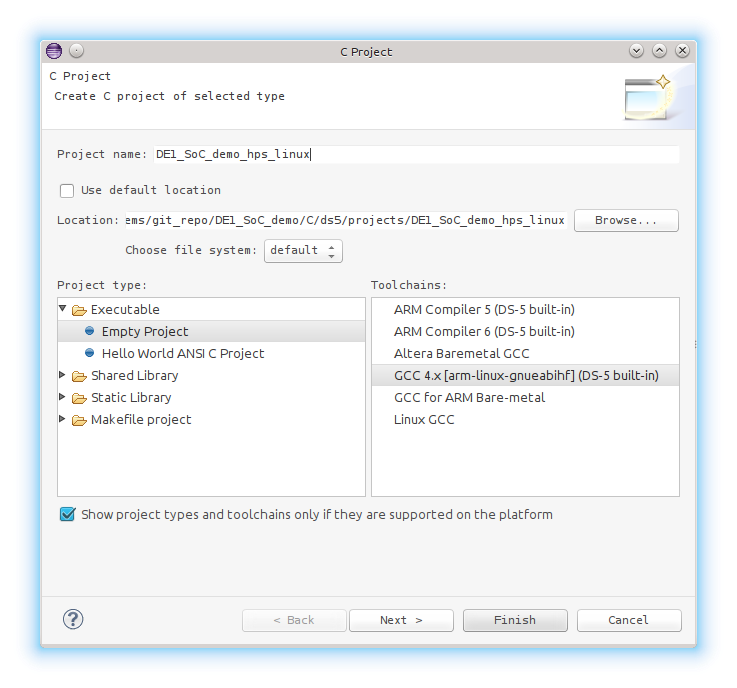 C Project
C Project
Create C project of selected type
Project name: DE1_SoC_demo_hps_linux
Use default location
Location: ems/git_repo/DE1_SoC_demo/C/ds5/projects/DE1_SoC_demo_hps_linux Browse...
Choose file system: default
Project type:
Executable
Empty Project
Hello World ANSI C Project
Shared Library
Static Library
Makefile project
Toolchains:
ARM Compiler 5 (DS-5 built-in)
ARM Compiler 6 (DS-5 built-in)
Altera Baremetal GCC
GCC 4.x [arm-linux-gnueabihf] (DS-5 built-in)
GCC for ARM Bare-metal
Linux GCC
Show project types and toolchains only if they are supported on the platform
? < Back Next > Finish Cancel